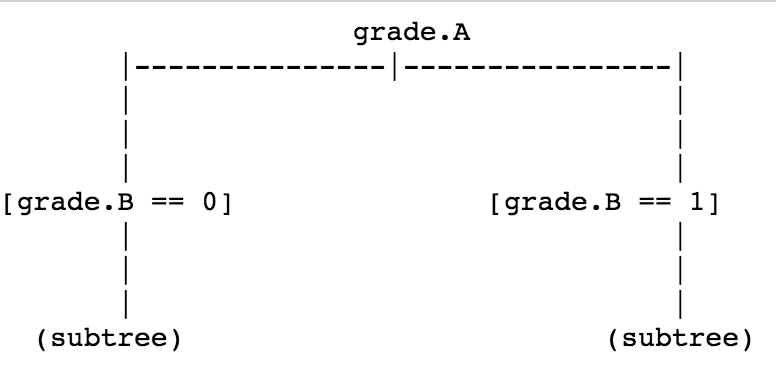 grade.A
|---------------|----------------|
| |
| |
| |
[grade.B == 0] [grade.B == 1]
| |
| |
| |
(subtree) (subtree)